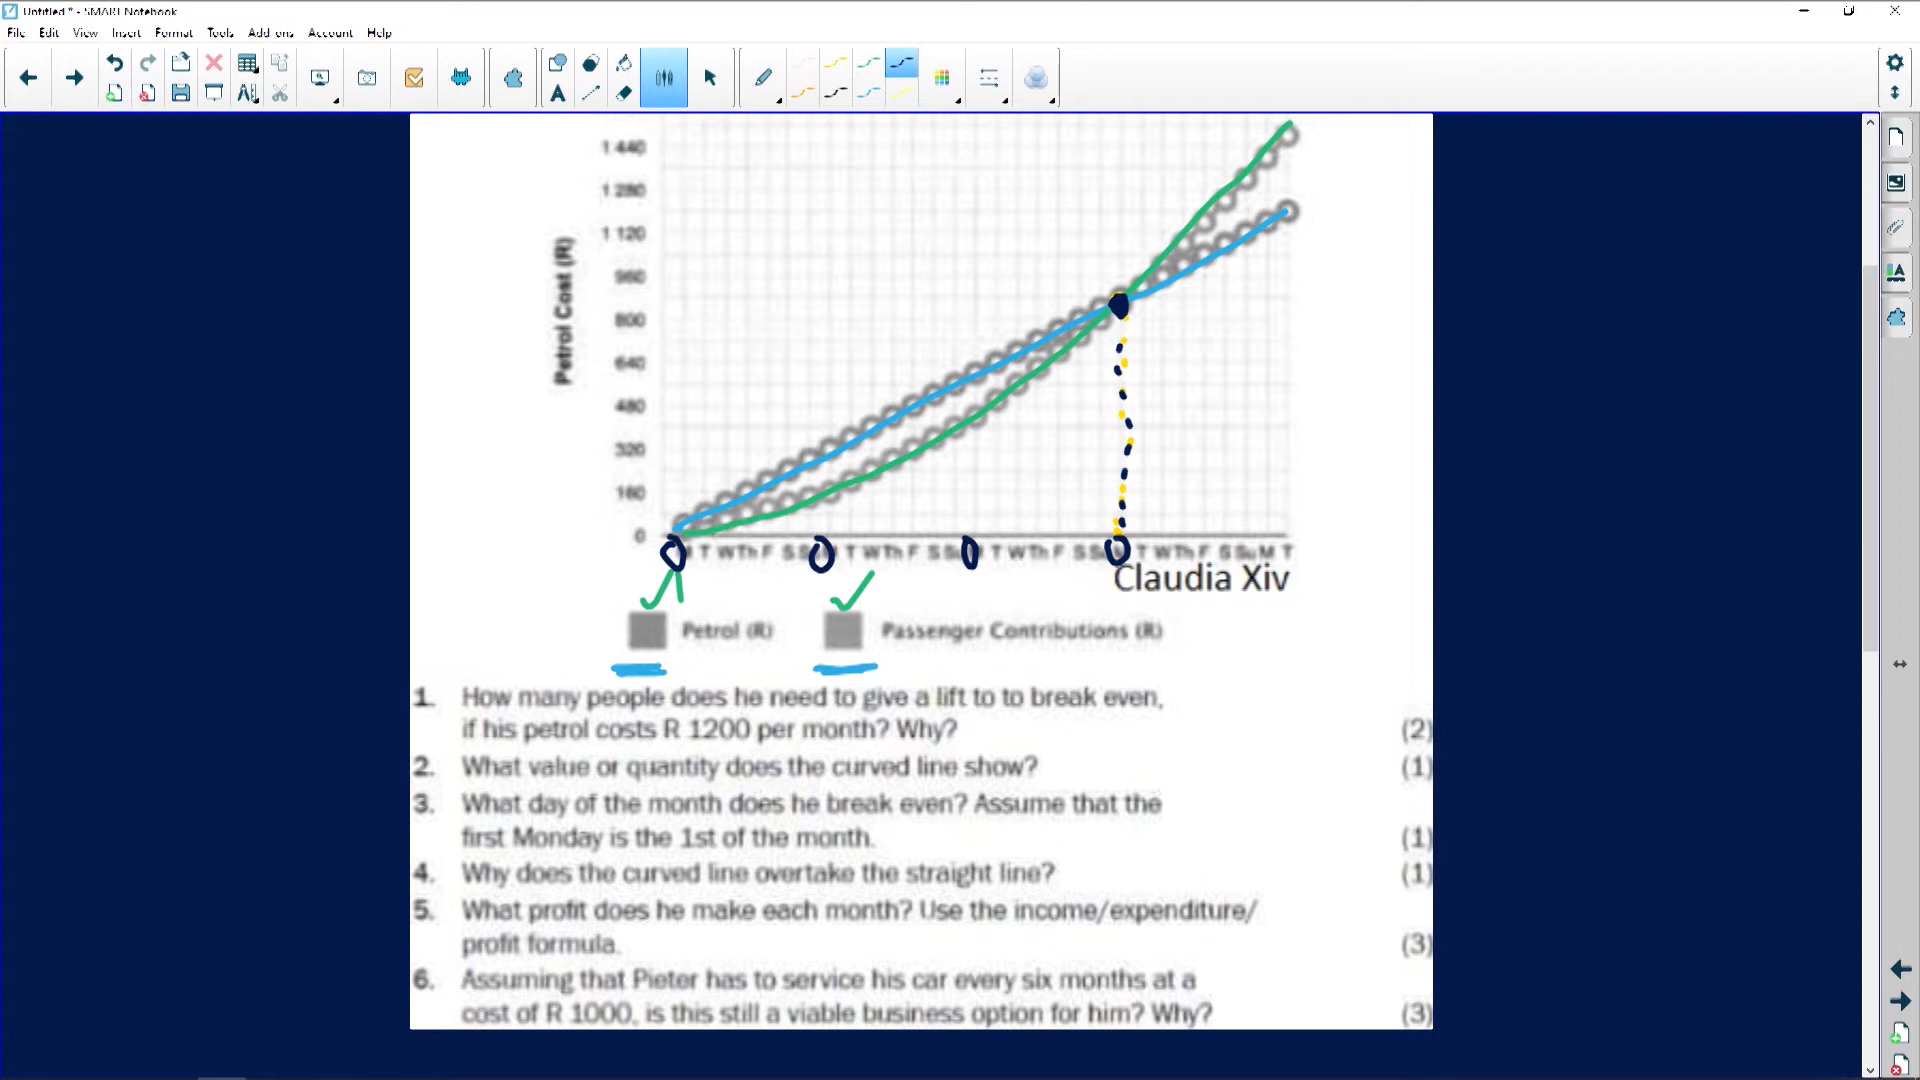 Untitled * - SMART Notebook
File Edit View Insert Format Tools Add-ons Account Help
1 440
1 280
1 120
960
800
640
480
320
160
0
Petrol Cost (R)
T W Th F S S T W Th F S Su T W Th F S S T W Th F S Su M T
Claudia Xiv
Petrol (R) Passenger Contributions (R)
1. How many people does he need to give a lift to to break even,
if his petrol costs R 1200 per month? Why? (2)
2. What value or quantity does the curved line show? (1)
3. What day of the month does he break even? Assume that the
first Monday is the 1st of the month. (1)
4. Why does the curved line overtake the straight line? (1)
5. What profit does he make each month? Use the income/expenditure/
profit formula. (3)
6. Assuming that Pieter has to service his car every six months at a
cost of R 1000, is this still a viable business option for him? Why? (3)